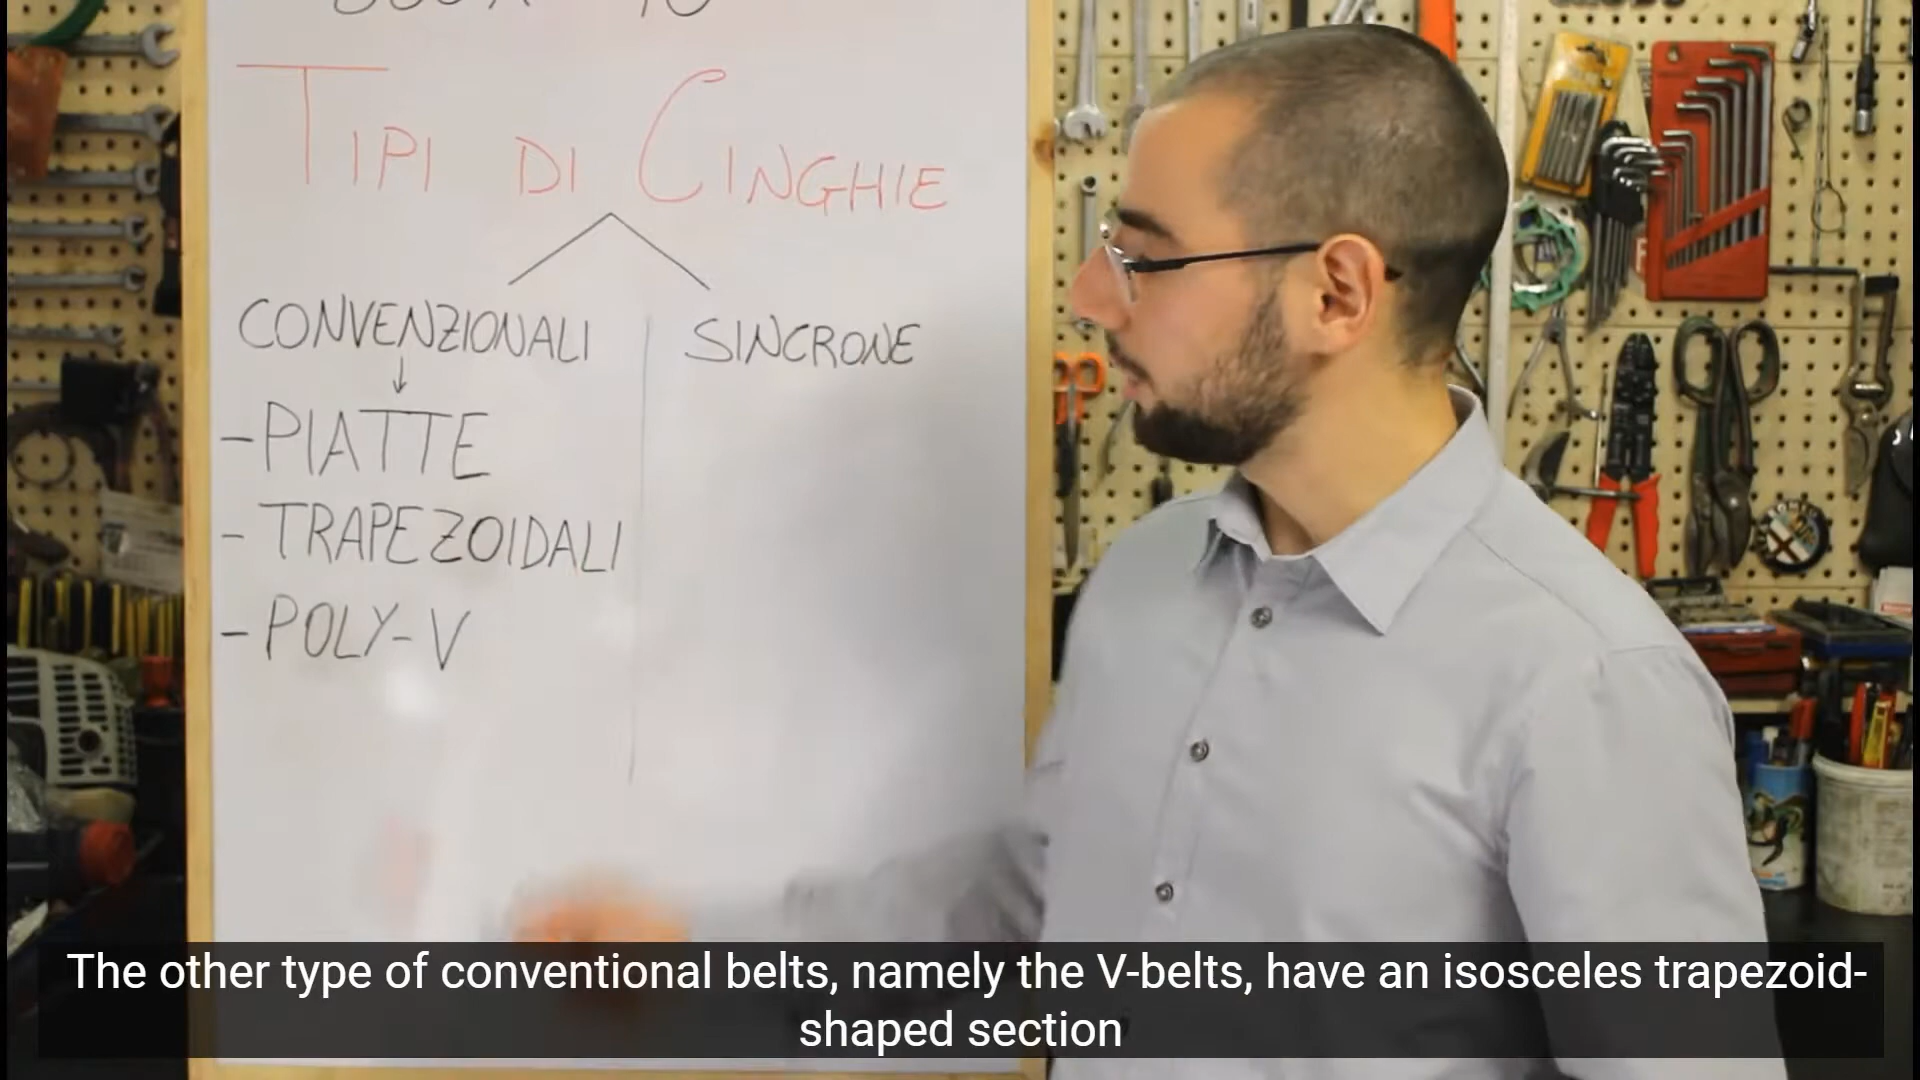 TIPI DI CINGHIE
CONVENZIONALI SINCRONE
- PIATTE
- TRAPEZOIDALI
- POLY-V
The other type of conventional belts, namely the V-belts, have an isosceles trapezoid-
shaped section